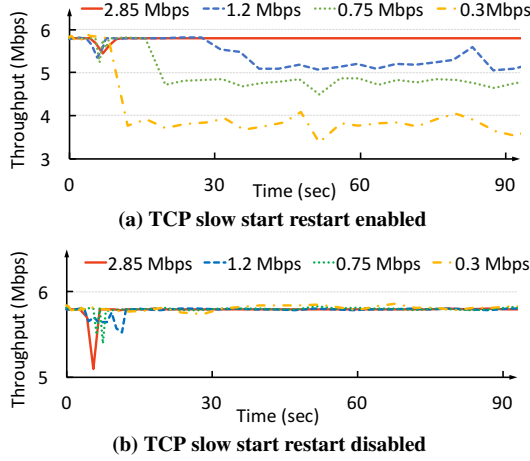 2.85 Mbps 1.2 Mbps 0.75 Mbps 0.3Mbps
Throughput (Mbps)
6
5
4
3
0 30 60 90
Time (sec)
(a) TCP slow start restart enabled
2.85 Mbps 1.2 Mbps 0.75 Mbps 0.3 Mbps
Throughput (Mbps)
6
5
0 30 60 90
Time (sec)
(b) TCP slow start restart disabled